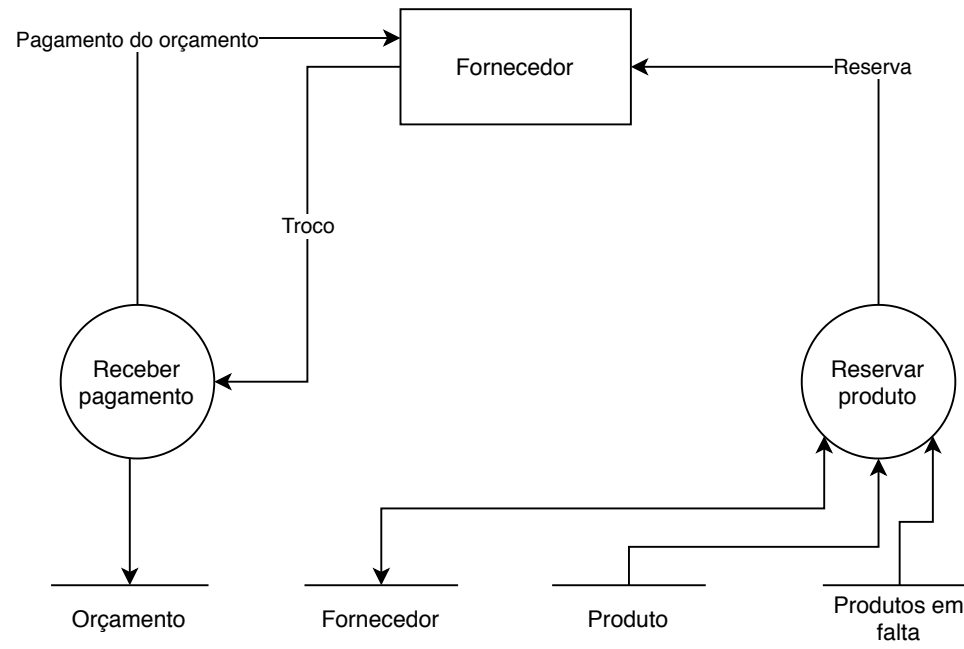 Pagamento do orçamento
Fornecedor
Reserva
Troco
Receber
pagamento
Reservar
produto
Orçamento
Fornecedor
Produto
Produtos em
falta